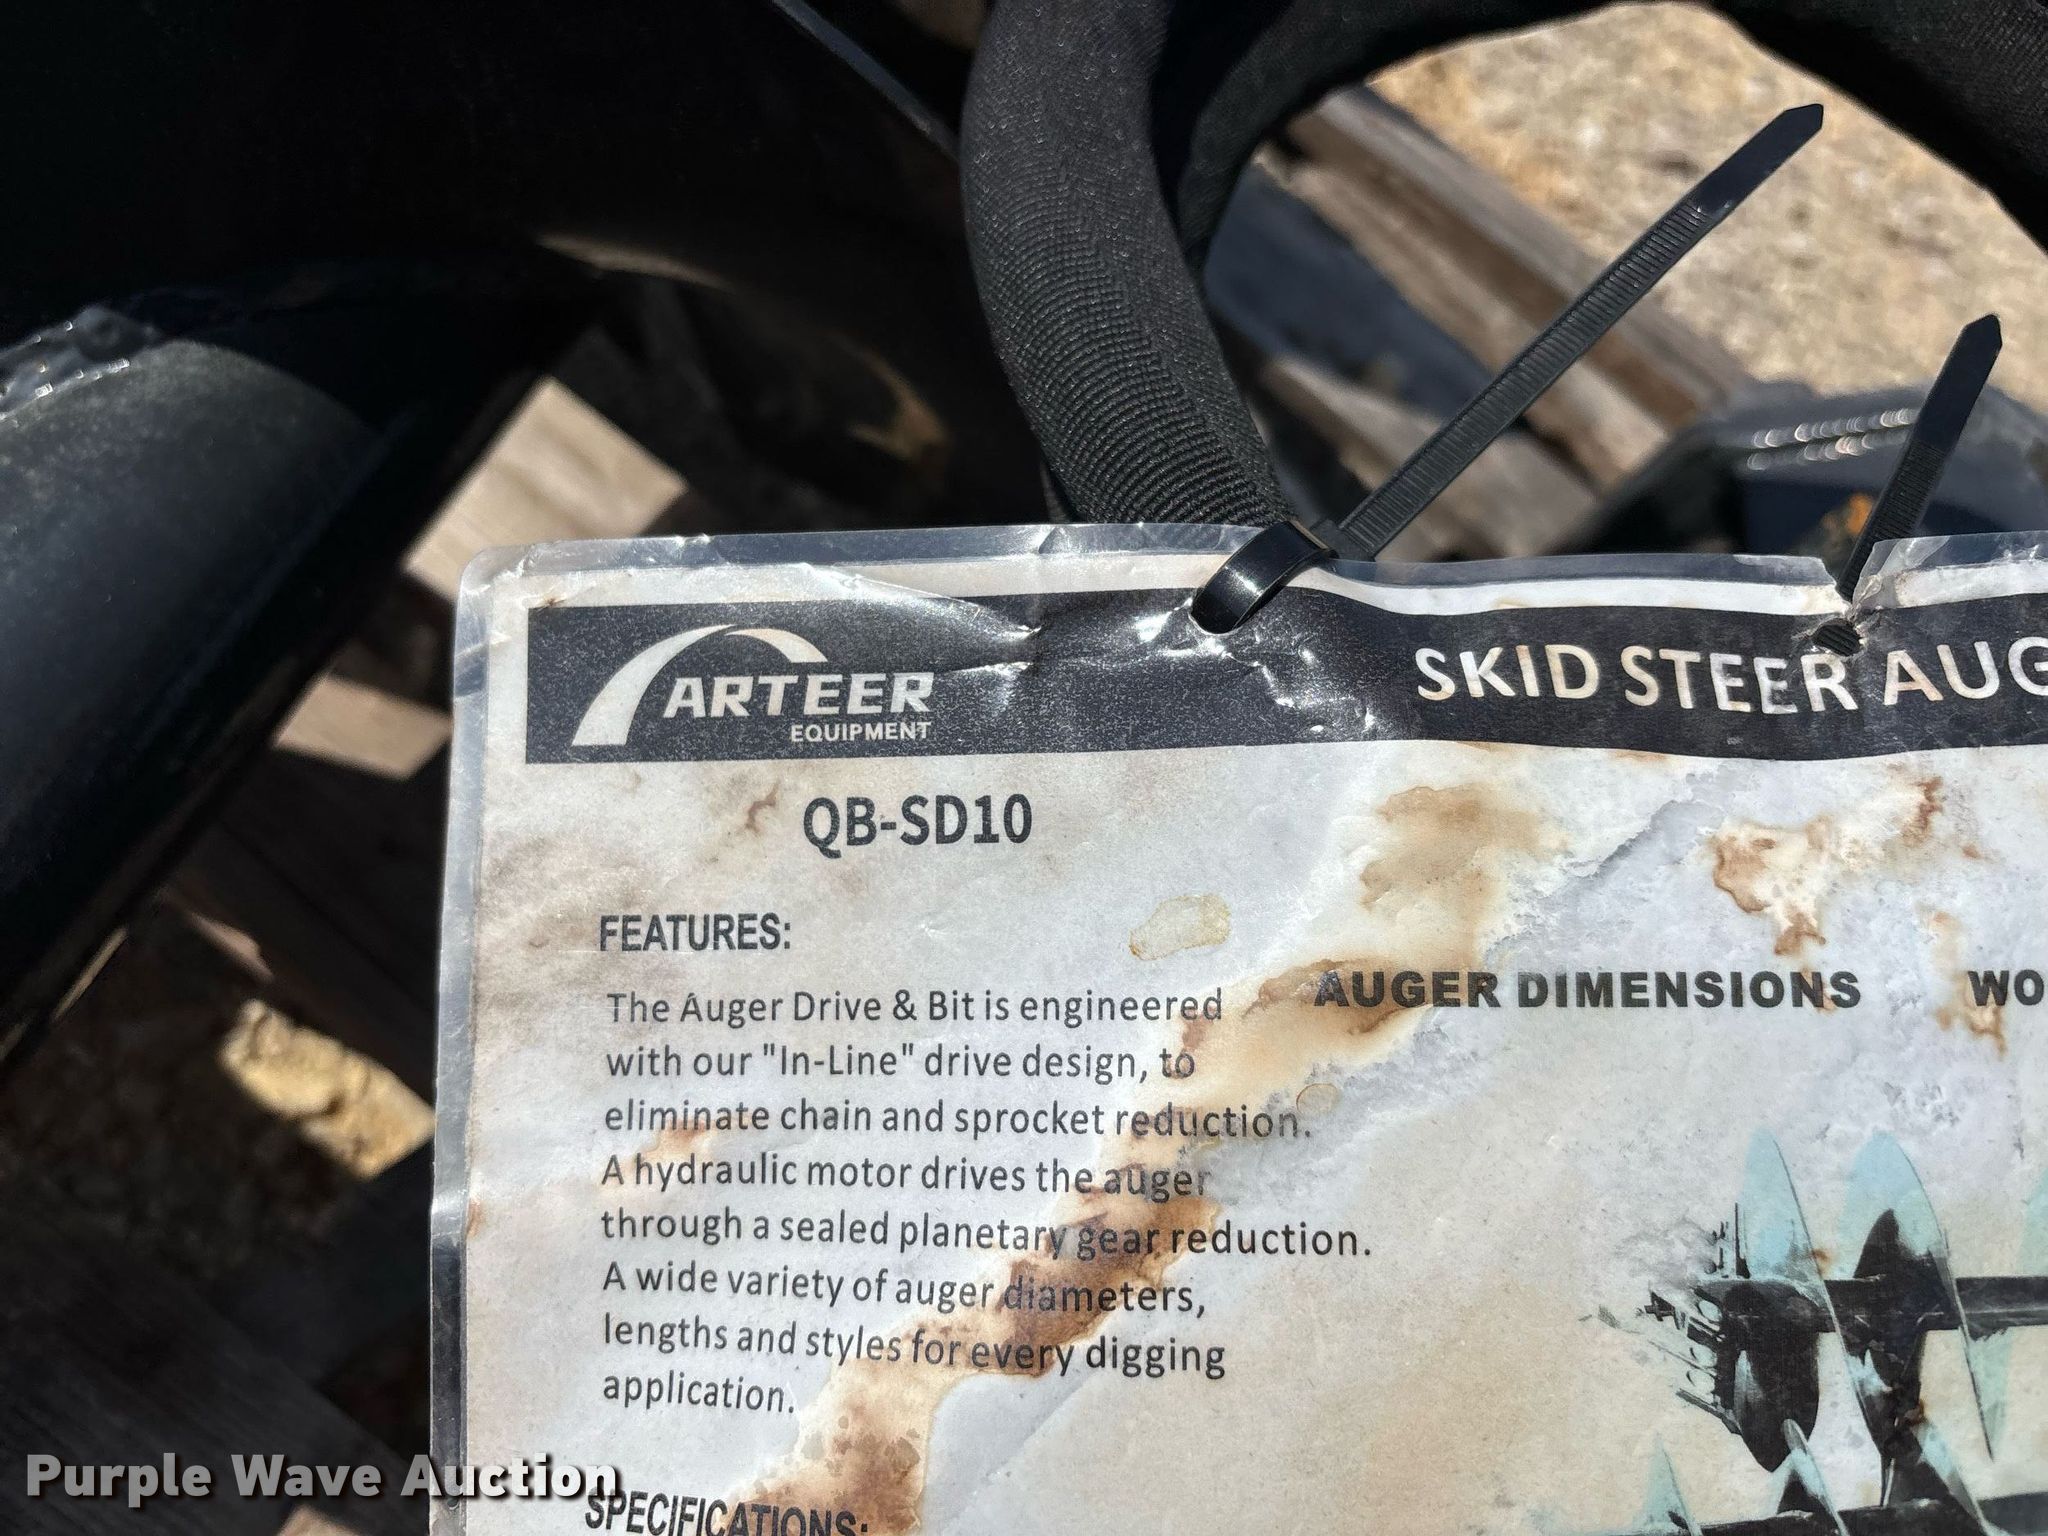 ARTEER
EQUIPMENT
SKID STEER
QB-SD10
FEATURES:
The Auger Drive & Bit is engineered
with our "In-Line" drive design, to
eliminate chain and sprocket reduction.
A hydraulic motor drives the auger
through a sealed planetary gear reduction.
A wide variety of auger diameters,
lengths and styles for every digging
application.
AUGER DIMENSIONS
SPECIFICATIONS:
Purple Wave Auction